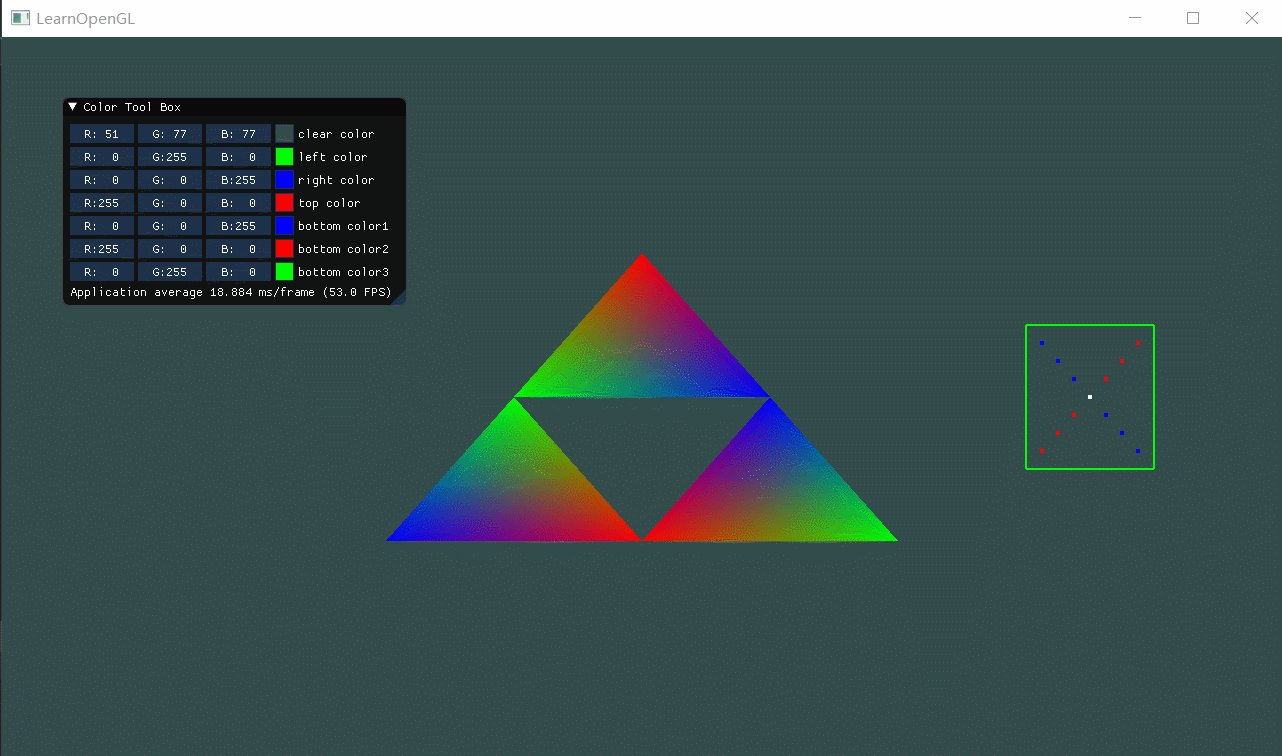 LearnOpenGL
Color Tool Box
R: 51 G: 77 B: 77 clear color
R: 0 G:255 B: 0 left color
R: 0 G: 0 B:255 right color
R:255 G: 0 B: 0 top color
R: 0 G: 0 B:255 bottom color1
R:255 G: 0 B: 0 bottom color2
R: 0 G:255 B: 0 bottom color3
Application average 18.884 ms/frame (53.0 FPS)